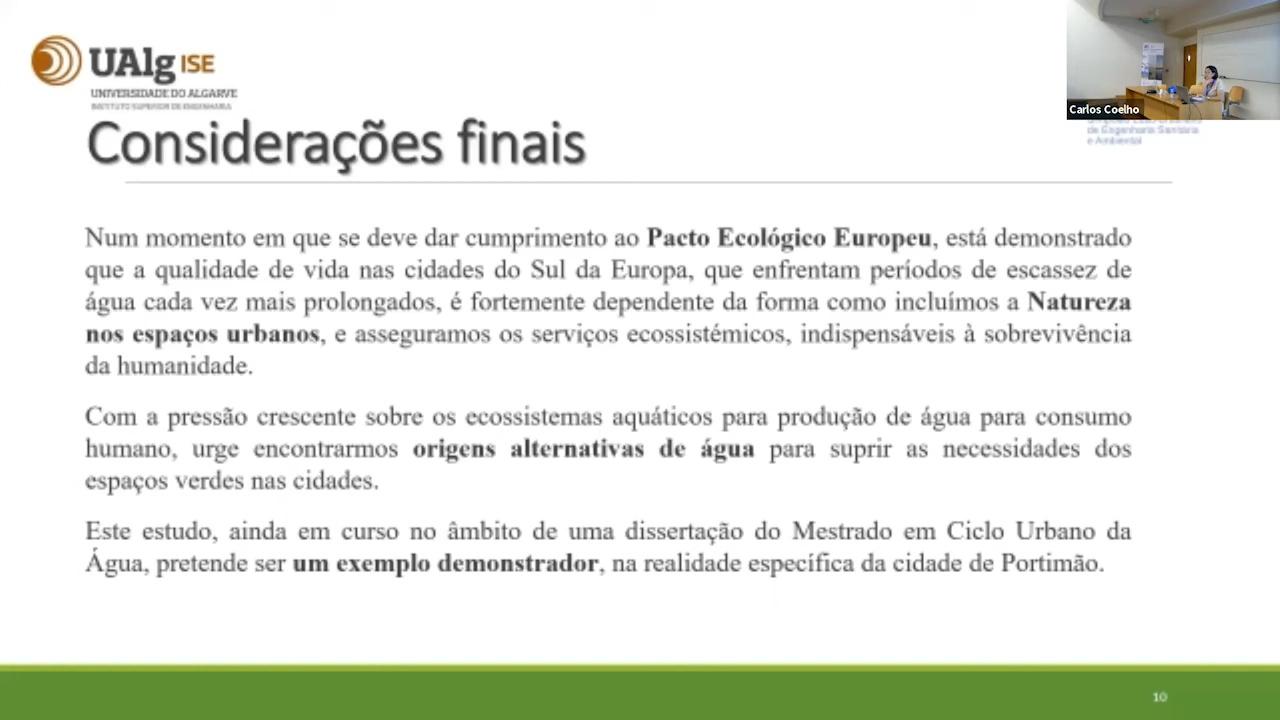 UAlg ISE
UNIVERSIDADE DO ALGARVE
INSTITUTO SUPERIOR DE ENGENHARIA
Carlos Coelho
de Engenharia Sanitária
e Ambiental
Considerações finais
Num momento em que se deve dar cumprimento ao Pacto Ecológico Europeu, está demonstrado
que a qualidade de vida nas cidades do Sul da Europa, que enfrentam períodos de escassez de
água cada vez mais prolongados, é fortemente dependente da forma como incluímos a Natureza
nos espaços urbanos, e asseguramos os serviços ecossistémicos, indispensáveis à sobrevivência
da humanidade.
Com a pressão crescente sobre os ecossistemas aquáticos para produção de água para consumo
humano, urge encontrarmos origens alternativas de água para suprir as necessidades dos
espaços verdes nas cidades.
Este estudo, ainda em curso no âmbito de uma dissertação do Mestrado em Ciclo Urbano da
Água, pretende ser um exemplo demonstrador, na realidade específica da cidade de Portimão.
10